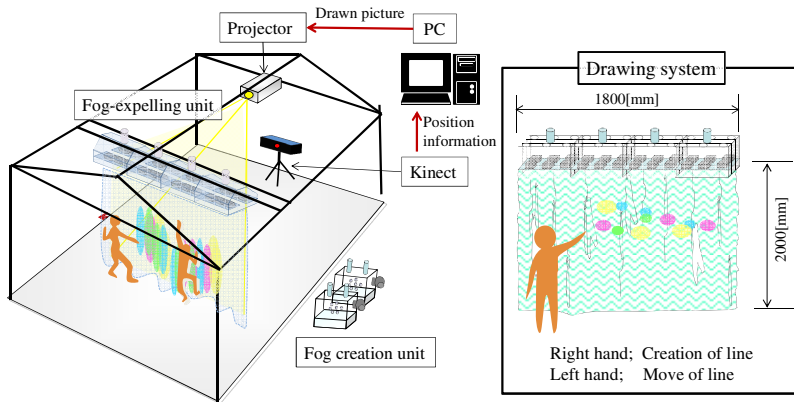 Drawn picture
Projector
PC
Fog-expelling unit
Position
information
Kinect
Fog creation unit
Drawing system
1800[mm]
2000[mm]
Right hand; Creation of line
Left hand; Move of line